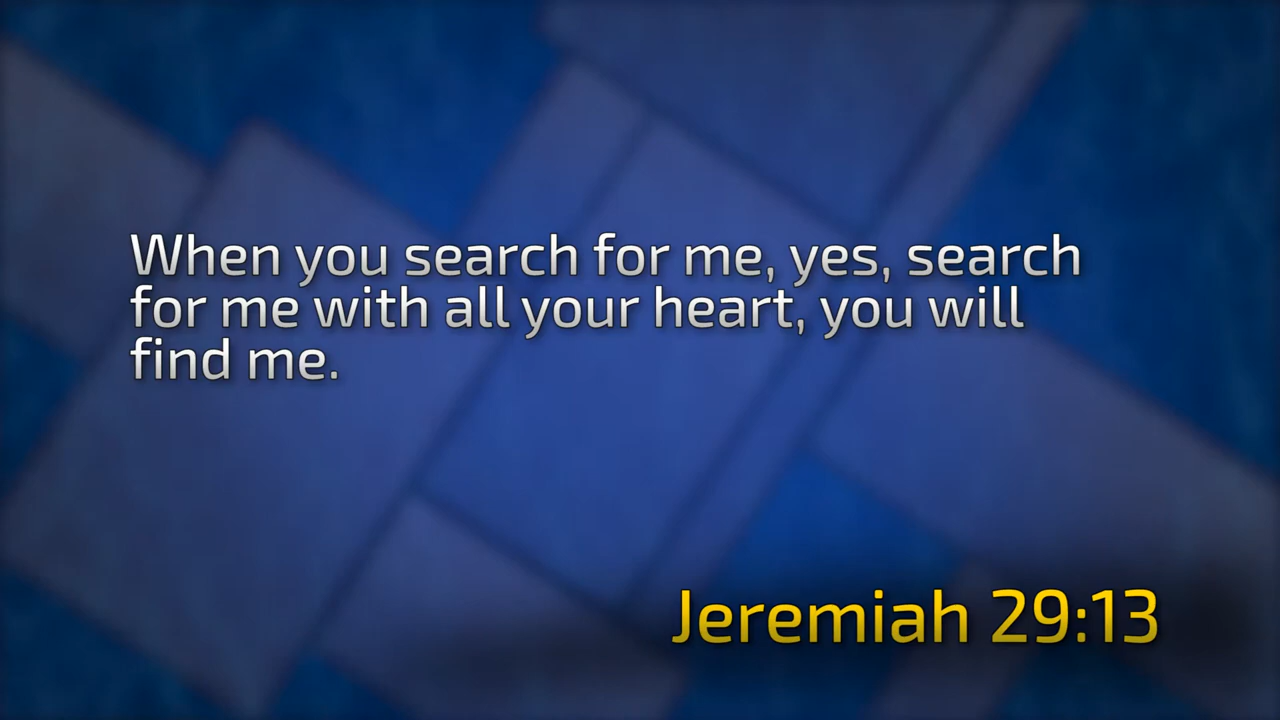 When you search for me, yes, search
for me with all your heart, you will
find me.
Jeremiah 29:13